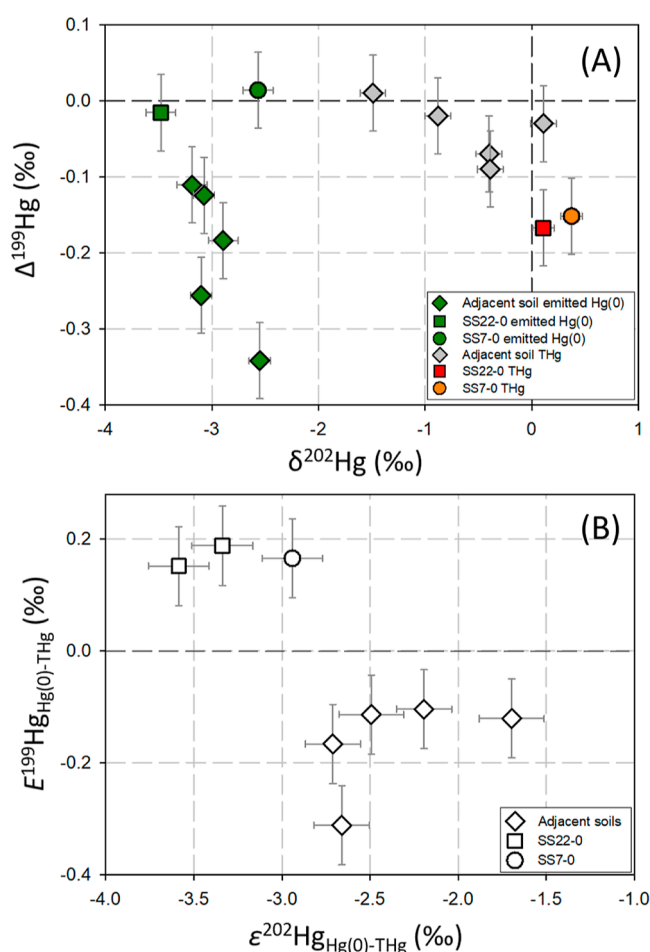 (A)
Δ199Hg (‰)
0.1
0.0
-0.1
-0.2
-0.3
-0.4
Adjacent soil emitted Hg(0)
SS22-0 emitted Hg(0)
SS7-0 emitted Hg(0)
Adjacent soil THg
SS22-0 THg
SS7-0 THg
-4 -3 -2 -1 0 1
δ202Hg (‰)
(B)
E199HgHg(0)-THg (‰)
0.2
0.0
-0.2
-0.4
Adjacent soils
SS22-0
SS7-0
-4.0 -3.5 -3.0 -2.5 -2.0 -1.5 -1.0
ε202HgHg(0)-THg (‰)